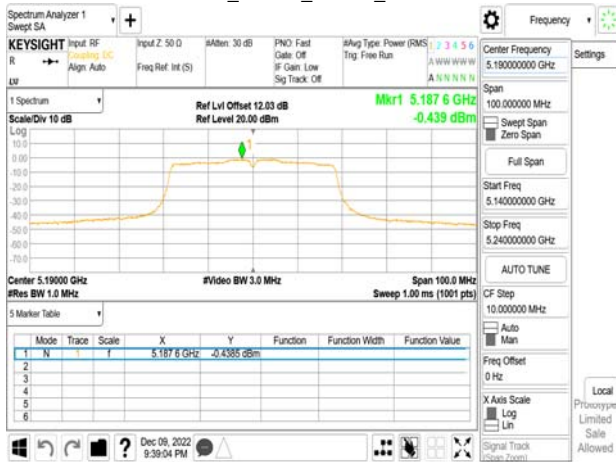 Spectrum Analyzer 1
Swept SA
+
Frequency
KEYSIGHT
R
Input: RF
Coupling: DC
Align: Auto
Input Z: 50 Ω
Freq Ref: Int (S)
#Atten: 30 dB
PNO: Fast
Gate: Off
IF Gain: Low
Sig Track: Off
#Avg Type: Power (RMS
Trig: Free Run
1 2 3 4 5 6
A W W W W W
A N N N N N
Settings
Center Frequency
5.190000000 GHz
Span
100.000000 MHz
Swept Span
Zero Span
Full Span
Start Freq
5.140000000 GHz
Stop Freq
5.240000000 GHz
AUTO TUNE
CF Step
10.000000 MHz
Auto
Man
Freq Offset
0 Hz
X Axis Scale
Log
Lin
Signal Track
(Span Zoom)
Local
Prototype
Limited
Sale
Allowed
1 Spectrum
Scale/Div 10 dB
Ref Lvl Offset 12.03 dB
Ref Level 20.00 dBm
Mkr1 5.187 6 GHz
-0.439 dBm
Log
10.0
0.00
-10.0
-20.0
-30.0
-40.0
-50.0
-60.0
-70.0
1
Center 5.19000 GHz
#Res BW 1.0 MHz
#Video BW 3.0 MHz
Span 100.0 MHz
Sweep 1.00 ms (1001 pts)
5 Marker Table
Mode Trace Scale X Y Function Function Width Function Value
1 N 1 f 5.187 6 GHz -0.4385 dBm
2
3
4
5
6
?
Dec 09, 2022
9:39:04 PM